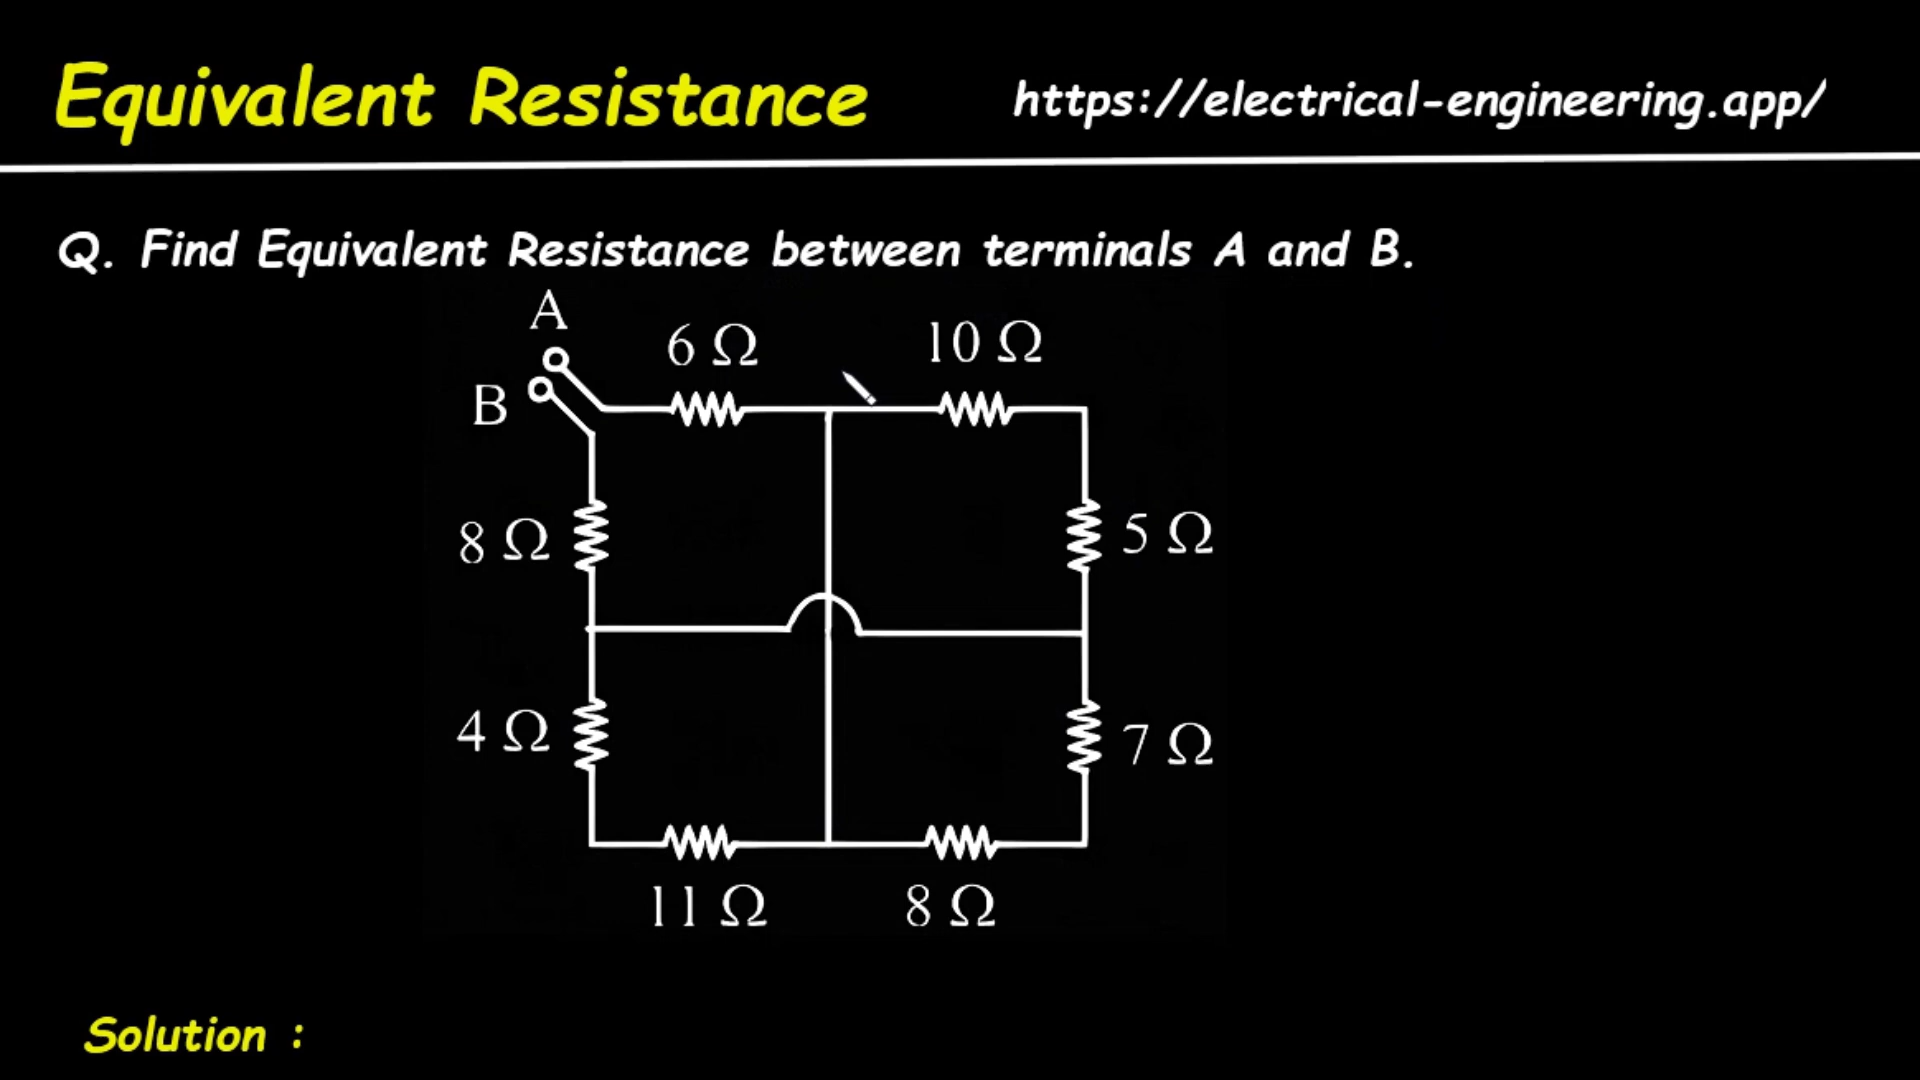 Equivalent Resistance https://electrical-engineering.app/
Q. Find Equivalent Resistance between terminals A and B.
A
6 Ω 10 Ω
B
8 Ω 5 Ω
4 Ω 7 Ω
11 Ω 8 Ω
Solution :